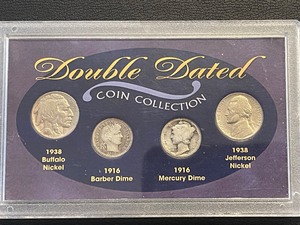 Double Dated
COIN COLLECTION
1938
Buffalo
Nickel
1916
Barber Dime
1916
Mercury Dime
1938
Jefferson
Nickel